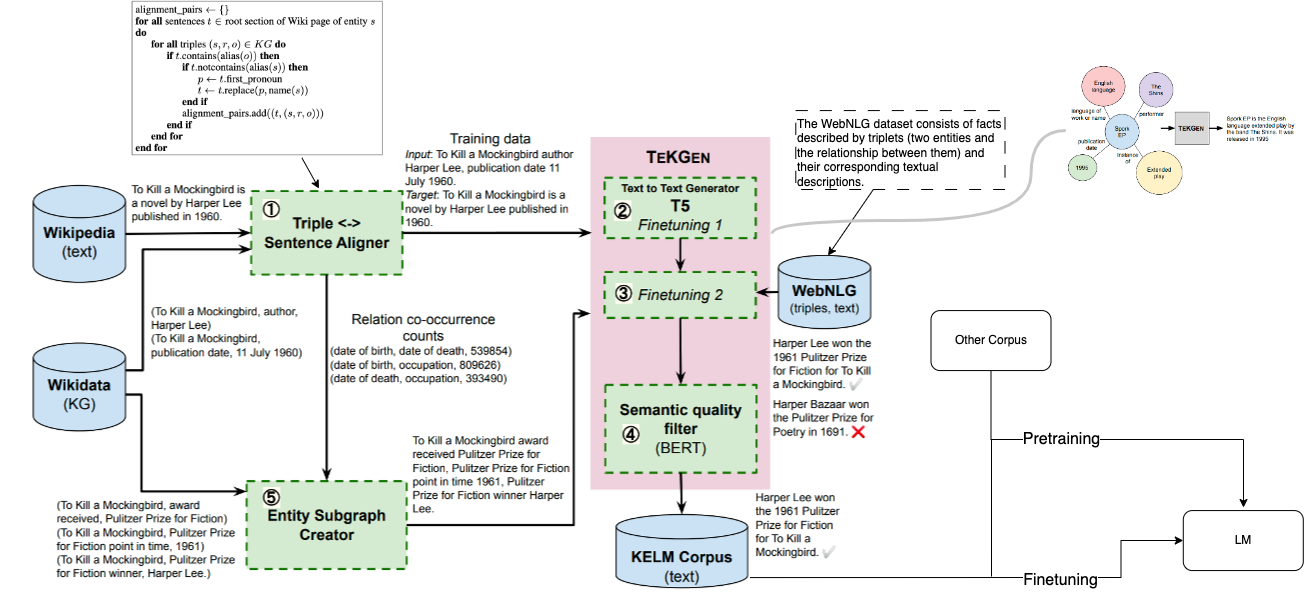 alignment_pairs ← {}
for all sentences t ∈ root section of Wiki page of entity s
do
for all triples (s, r, o) ∈ KG do
if t.contains(alias(o)) then
if t.notcontains(alias(s)) then
p ← t.first_pronoun
t ← t.replace(p, name(s))
end if
alignment_pairs.add((t, (s, r, o)))
end if
end for
end for
Wikipedia
(text)
To Kill a Mockingbird is
a novel by Harper Lee
published in 1960.
①
Triple <->
Sentence Aligner
Training data
Input: To Kill a Mockingbird author
Harper Lee, publication date 11
July 1960.
Target: To Kill a Mockingbird is a
novel by Harper Lee published in
1960.
Wikidata
(KG)
(To Kill a Mockingbird, author,
Harper Lee)
(To Kill a Mockingbird,
publication date, 11 July 1960)
Relation co-occurrence
counts
(date of birth, date of death, 539854)
(date of birth, occupation, 809626)
(date of death, occupation, 393490)
(To Kill a Mockingbird, award
received, Pulitzer Prize for Fiction)
(To Kill a Mockingbird, Pulitzer Prize
for Fiction point in time, 1961)
(To Kill a Mockingbird, Pulitzer Prize
for Fiction winner, Harper Lee.)
⑤
Entity Subgraph
Creator
To Kill a Mockingbird award
received Pulitzer Prize for
Fiction, Pulitzer Prize for Fiction
point in time 1961, Pulitzer
Prize for Fiction winner Harper
Lee.
TEKGEN
Text to Text Generator
② T5
Finetuning 1
③ Finetuning 2
Semantic quality
filter
④ (BERT)
KELM Corpus
(text)
The WebNLG dataset consists of facts
described by triplets (two entities and
the relationship between them) and
their corresponding textual
descriptions.
WebNLG
(triples, text)
Harper Lee won the
1961 Pulitzer Prize
for Fiction for To Kill
a Mockingbird.
Harper Bazaar won
the Pulitzer Prize for
Poetry in 1691.
Harper Lee won
the 1961 Pulitzer
Prize for Fiction
for To Kill a
Mockingbird.
English
language
The
Shins
language of
work or name
performer
Spork
EP
publication
date
instance
of
1995
Extended
play
TEKGEN
Spork EP is the English
language extended play by
the band The Shins. It was
released in 1995
Other Corpus
Pretraining
LM
Finetuning